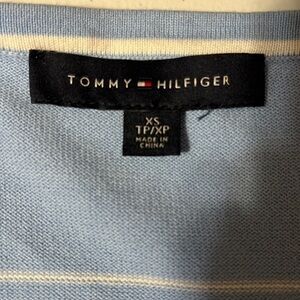 TOMMY HILFIGER
XS
TP/XP
MADE IN
CHINA